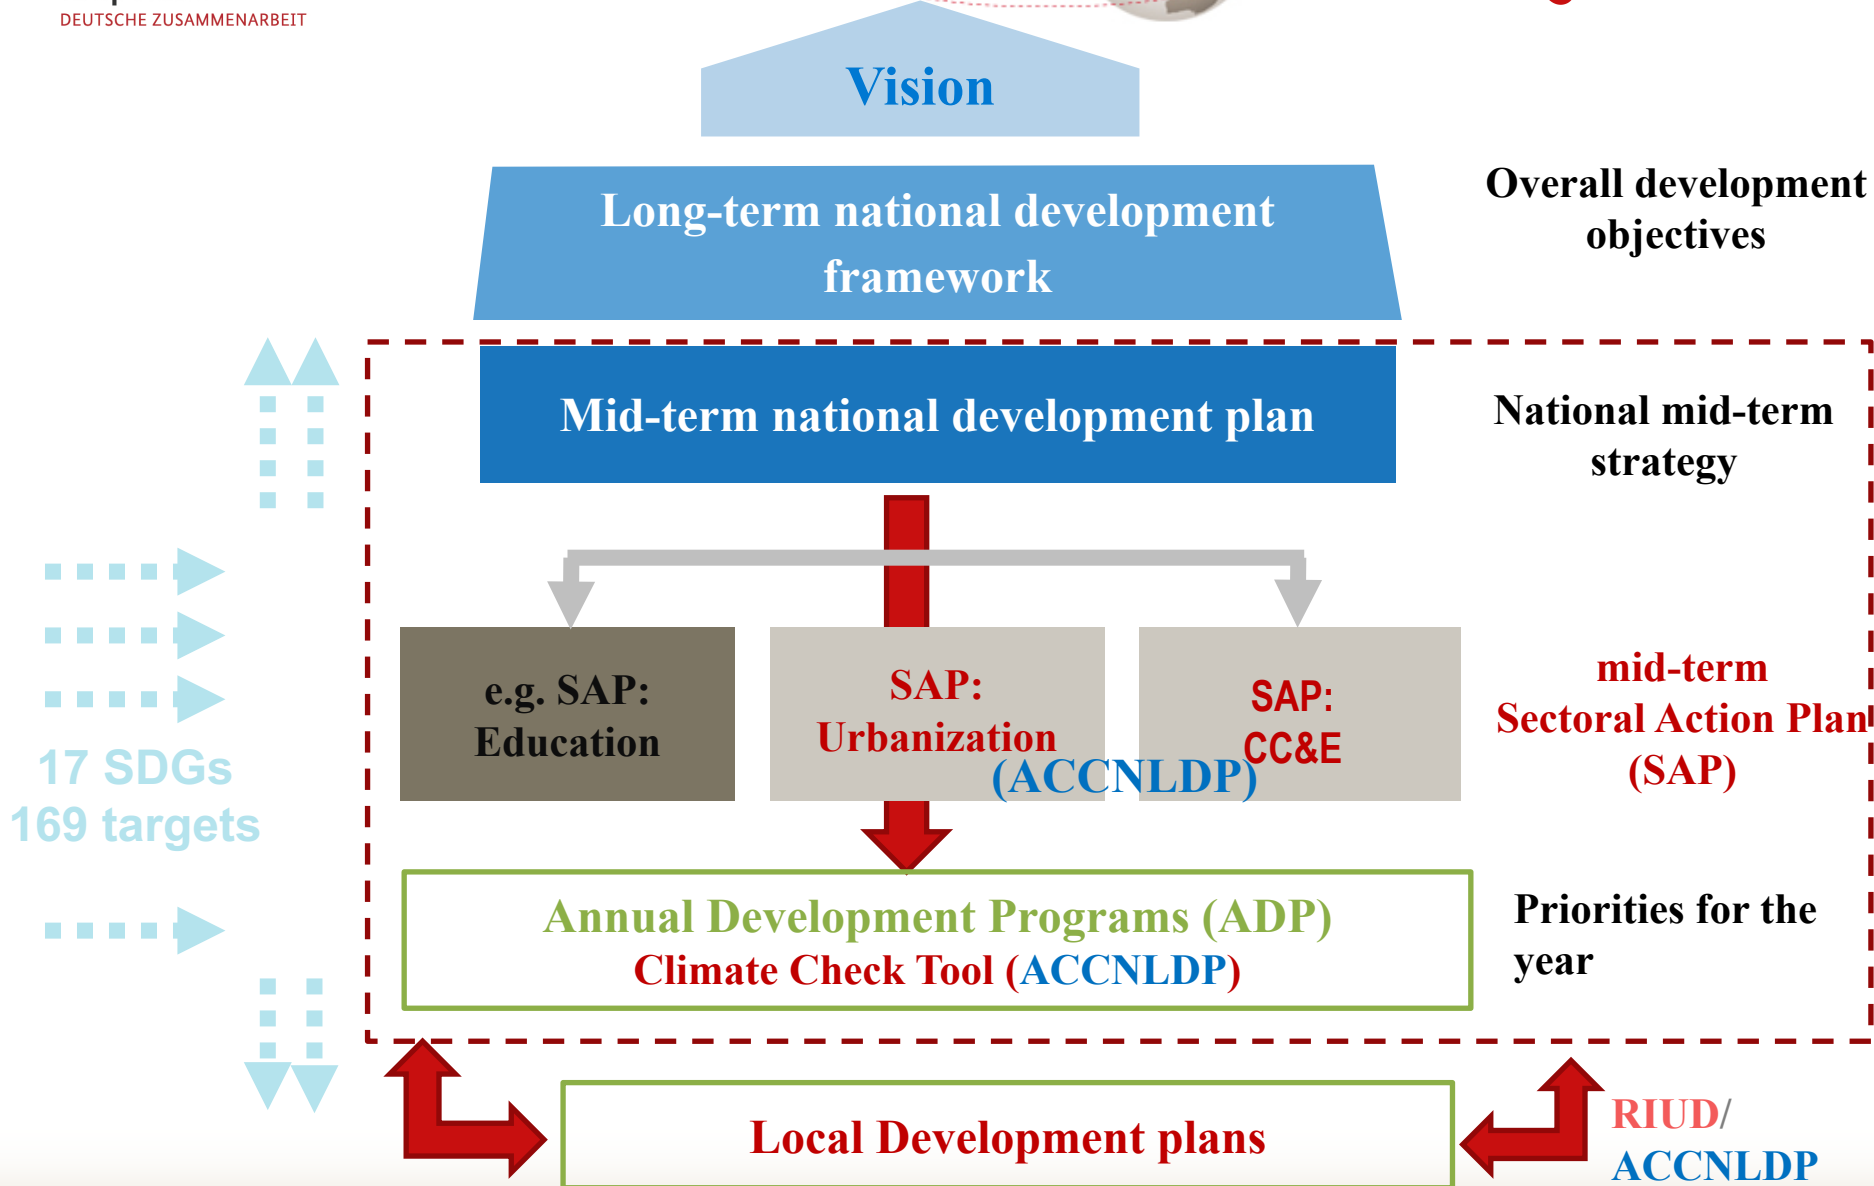 DEUTSCHE ZUSAMMENARBEIT
Vision
Long-term national development
framework
Overall development
objectives
Mid-term national development plan
National mid-term
strategy
e.g. SAP:
Education
SAP:
Urbanization
(ACCNLDP)
SAP:
CC&E
mid-term
Sectoral Action Plan
(SAP)
17 SDGs
169 targets
Annual Development Programs (ADP)
Climate Check Tool (ACCNLDP)
Priorities for the
year
Local Development plans
RIUD/
ACCNLDP